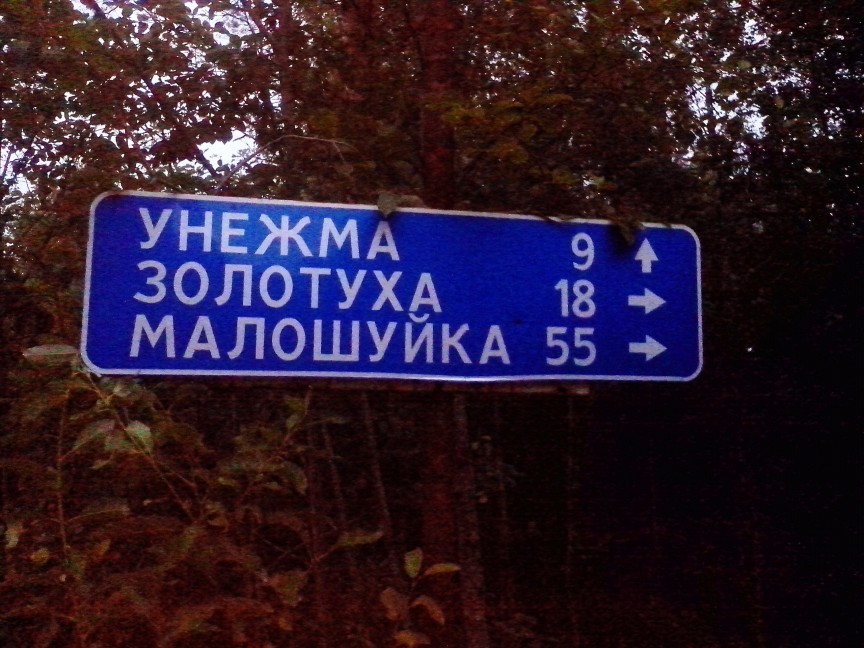 УНЕЖМА 9 ↑
ЗОЛОТУХА 18 →
МАЛОШУЙКА 55 →